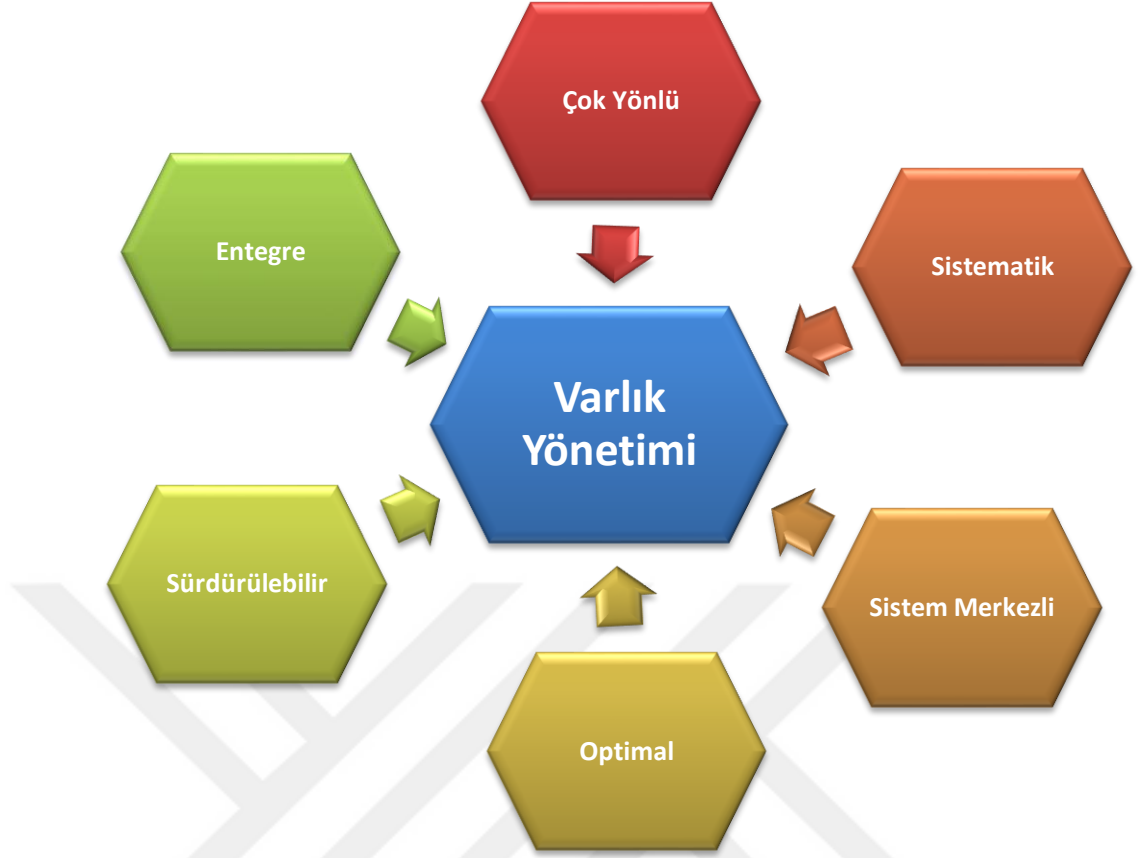 Çok Yönlü
Entegre
Sistematik
Varlık
Yönetimi
Sürdürülebilir
Sistem Merkezli
Optimal